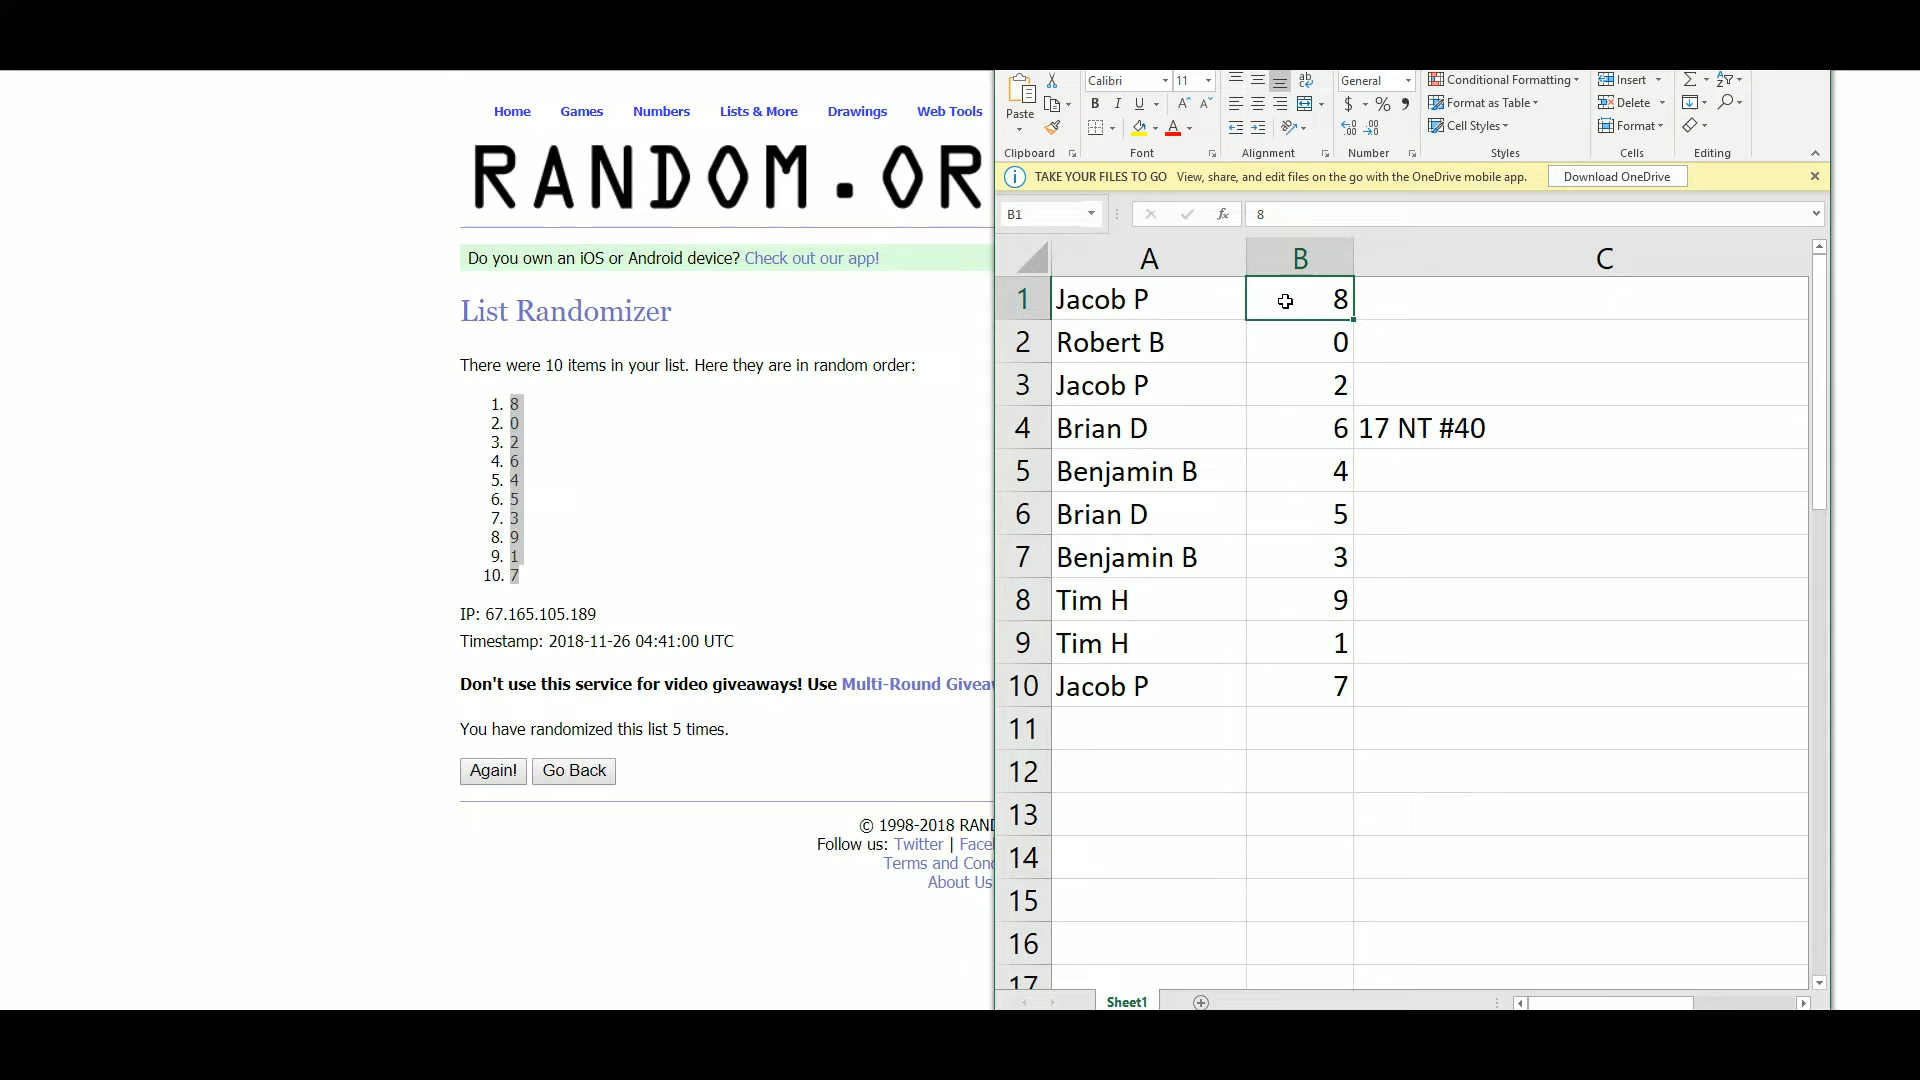 Home Games Numbers Lists & More Drawings Web Tools
RANDOM.OR
Do you own an iOS or Android device? Check out our app!
List Randomizer
There were 10 items in your list. Here they are in random order:
1. 8
2. 0
3. 2
4. 6
5. 4
6. 5
7. 3
8. 9
9. 1
10. 7
IP: 67.165.105.189
Timestamp: 2018-11-26 04:41:00 UTC
Don't use this service for video giveaways! Use Multi-Round Giveaw
You have randomized this list 5 times.
Again! Go Back
© 1998-2018 RAN
Follow us: Twitter | Face
Terms and Con
About Us
Paste
Calibri 11
B I U
General
$ % ,
Conditional Formatting
Format as Table
Cell Styles
Insert
Delete
Format
Clipboard Font Alignment Number Styles Cells Editing
TAKE YOUR FILES TO GO View, share, and edit files on the go with the OneDrive mobile app. Download OneDrive
B1 fx 8
A B C
1 Jacob P 8
2 Robert B 0
3 Jacob P 2
4 Brian D 6 17 NT #40
5 Benjamin B 4
6 Brian D 5
7 Benjamin B 3
8 Tim H 9
9 Tim H 1
10 Jacob P 7
11
12
13
14
15
16
17
Sheet1